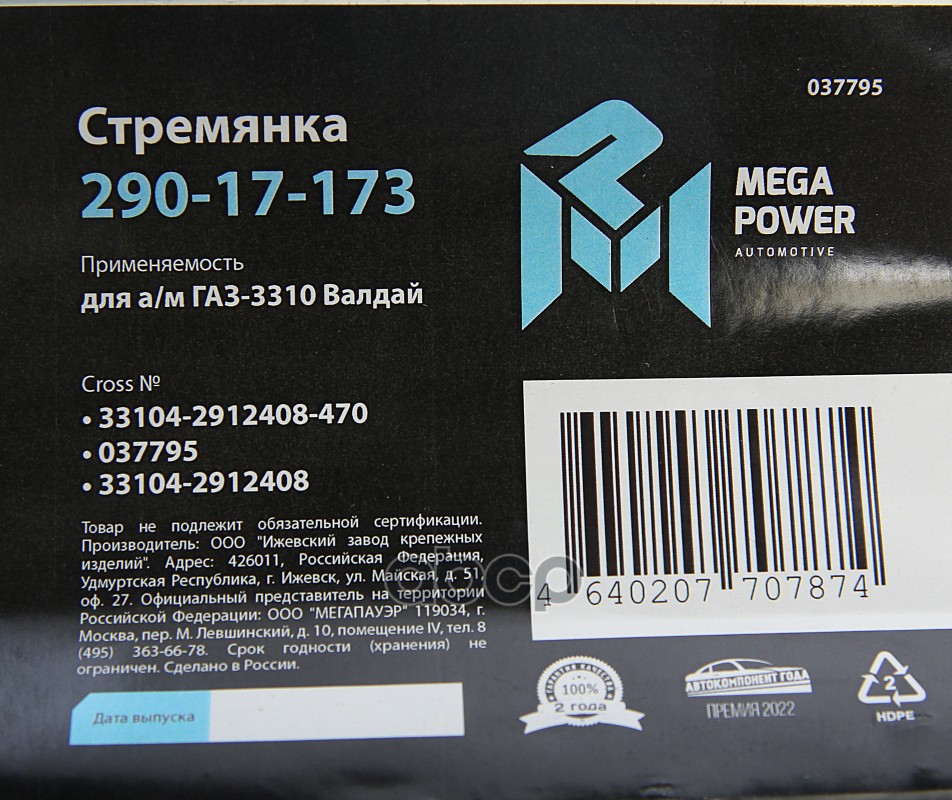 037795
Стремянка
290-17-173
MEGA
POWER
AUTOMOTIVE
Применяемость
для а/м ГАЗ-3310 Валдай
Cross №
• 33104-2912408-470
• 037795
• 33104-2912408
Товар не подлежит обязательной сертификации.
Производитель: ООО "Ижевский завод крепежных
изделий". Адрес: 426011, Российская Федерация,
Удмуртская Республика, г. Ижевск, ул. Майская, д. 51,
оф. 27. Официальный представитель на территории
Российской Федерации: ООО "МЕГАПАУЭР" 119034, г.
Москва, пер. М. Левшинский, д. 10, помещение IV, тел. 8
(495) 363-66-78. Срок годности (хранения) не
ограничен. Сделано в России.
Дата выпуска
4 640207 707874
ГАРАНТИЯ КАЧЕСТВА
100%
2 года
АВТОКОМПОНЕНТ ГОДА
ПРЕМИЯ 2022
2
HDPE